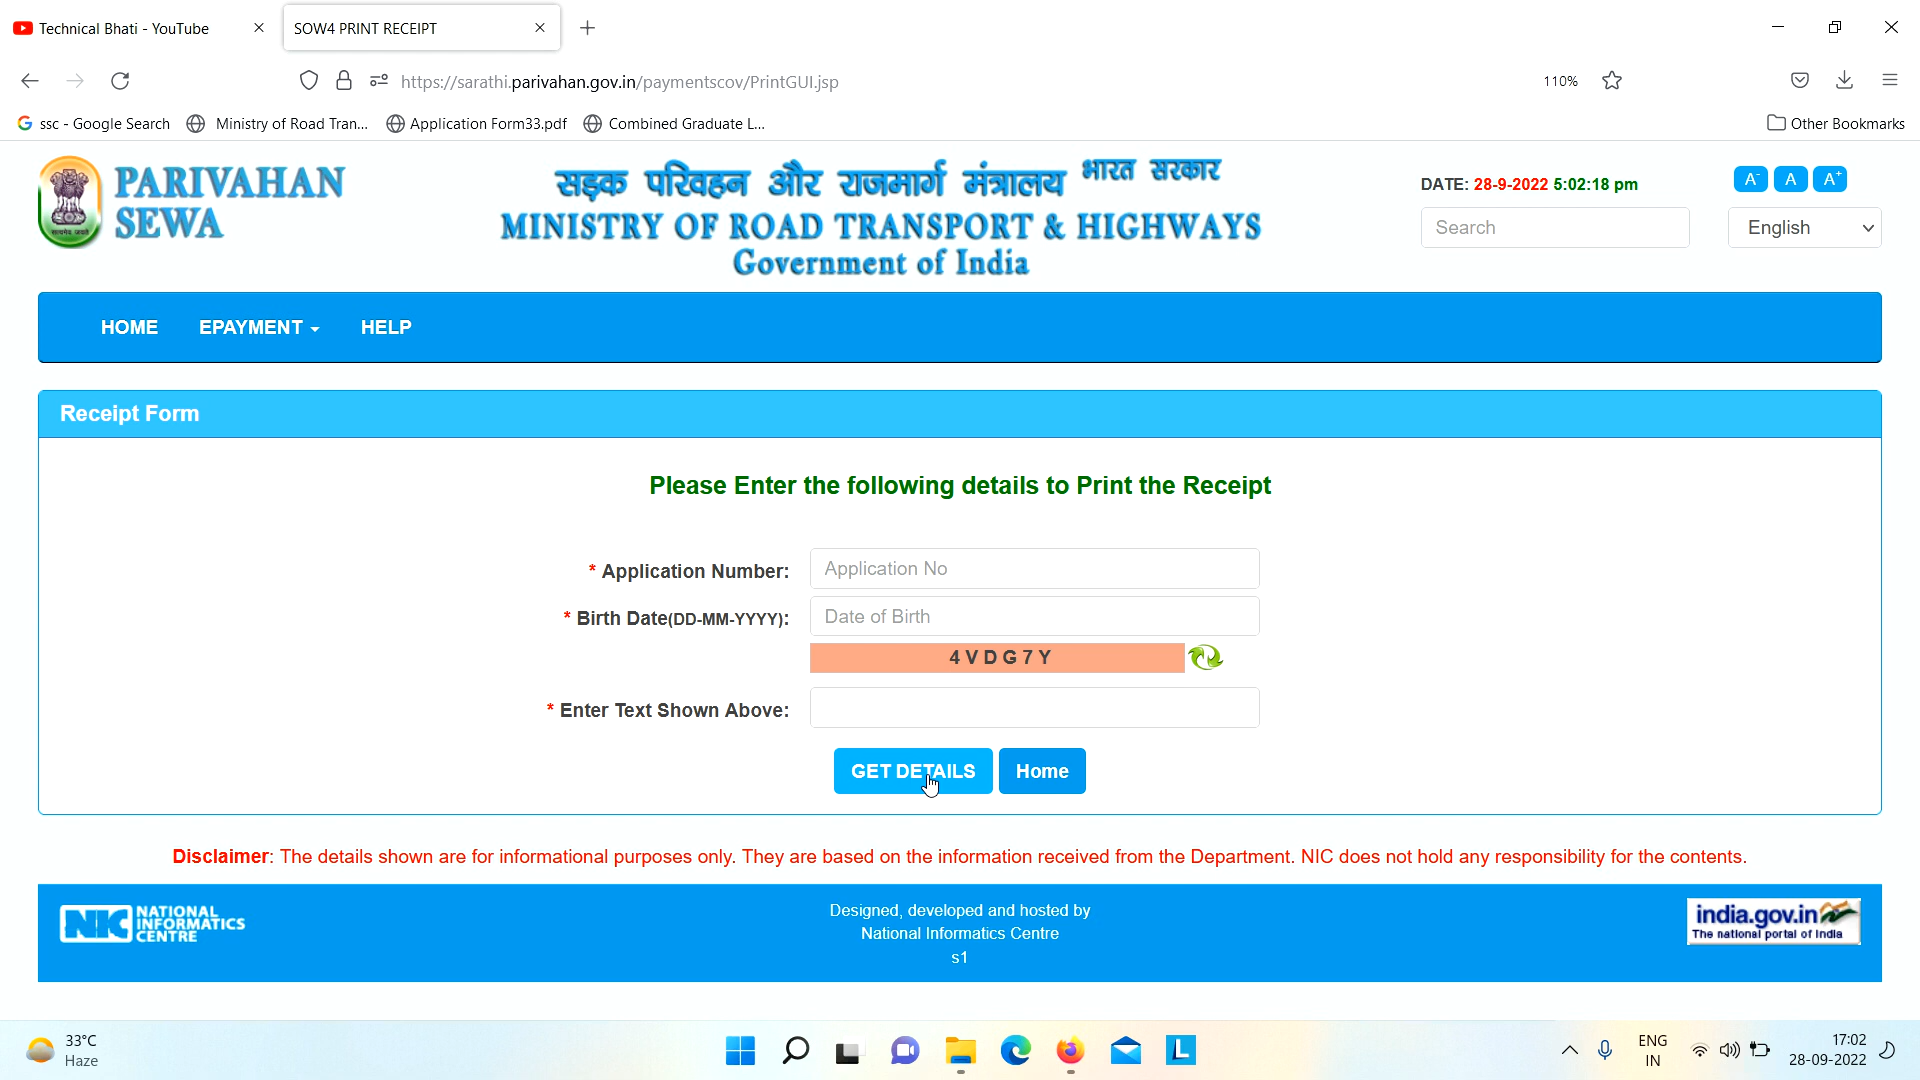 Technical Bhati - YouTube
SOW4 PRINT RECEIPT
https://sarathi.parivahan.gov.in/paymentscov/PrintGUI.jsp
110%
ssc - Google Search
Ministry of Road Tran...
Application Form33.pdf
Combined Graduate L...
Other Bookmarks
PARIVAHAN
SEWA
सड़क परिवहन और राजमार्ग मंत्रालय भारत सरकार
MINISTRY OF ROAD TRANSPORT & HIGHWAYS
Government of India
DATE: 28-9-2022 5:02:18 pm
A- A A+
Search
English
HOME EPAYMENT HELP
Receipt Form
Please Enter the following details to Print the Receipt
* Application Number: Application No
* Birth Date(DD-MM-YYYY): Date of Birth
4 V D G 7 Y
* Enter Text Shown Above:
GET DETAILS Home
Disclaimer: The details shown are for informational purposes only. They are based on the information received from the Department. NIC does not hold any responsibility for the contents.
NIC NATIONAL
INFORMATICS
CENTRE
Designed, developed and hosted by
National Informatics Centre
s1
india.gov.in
The national portal of India
33°C
Haze
L
ENG
IN
17:02
28-09-2022